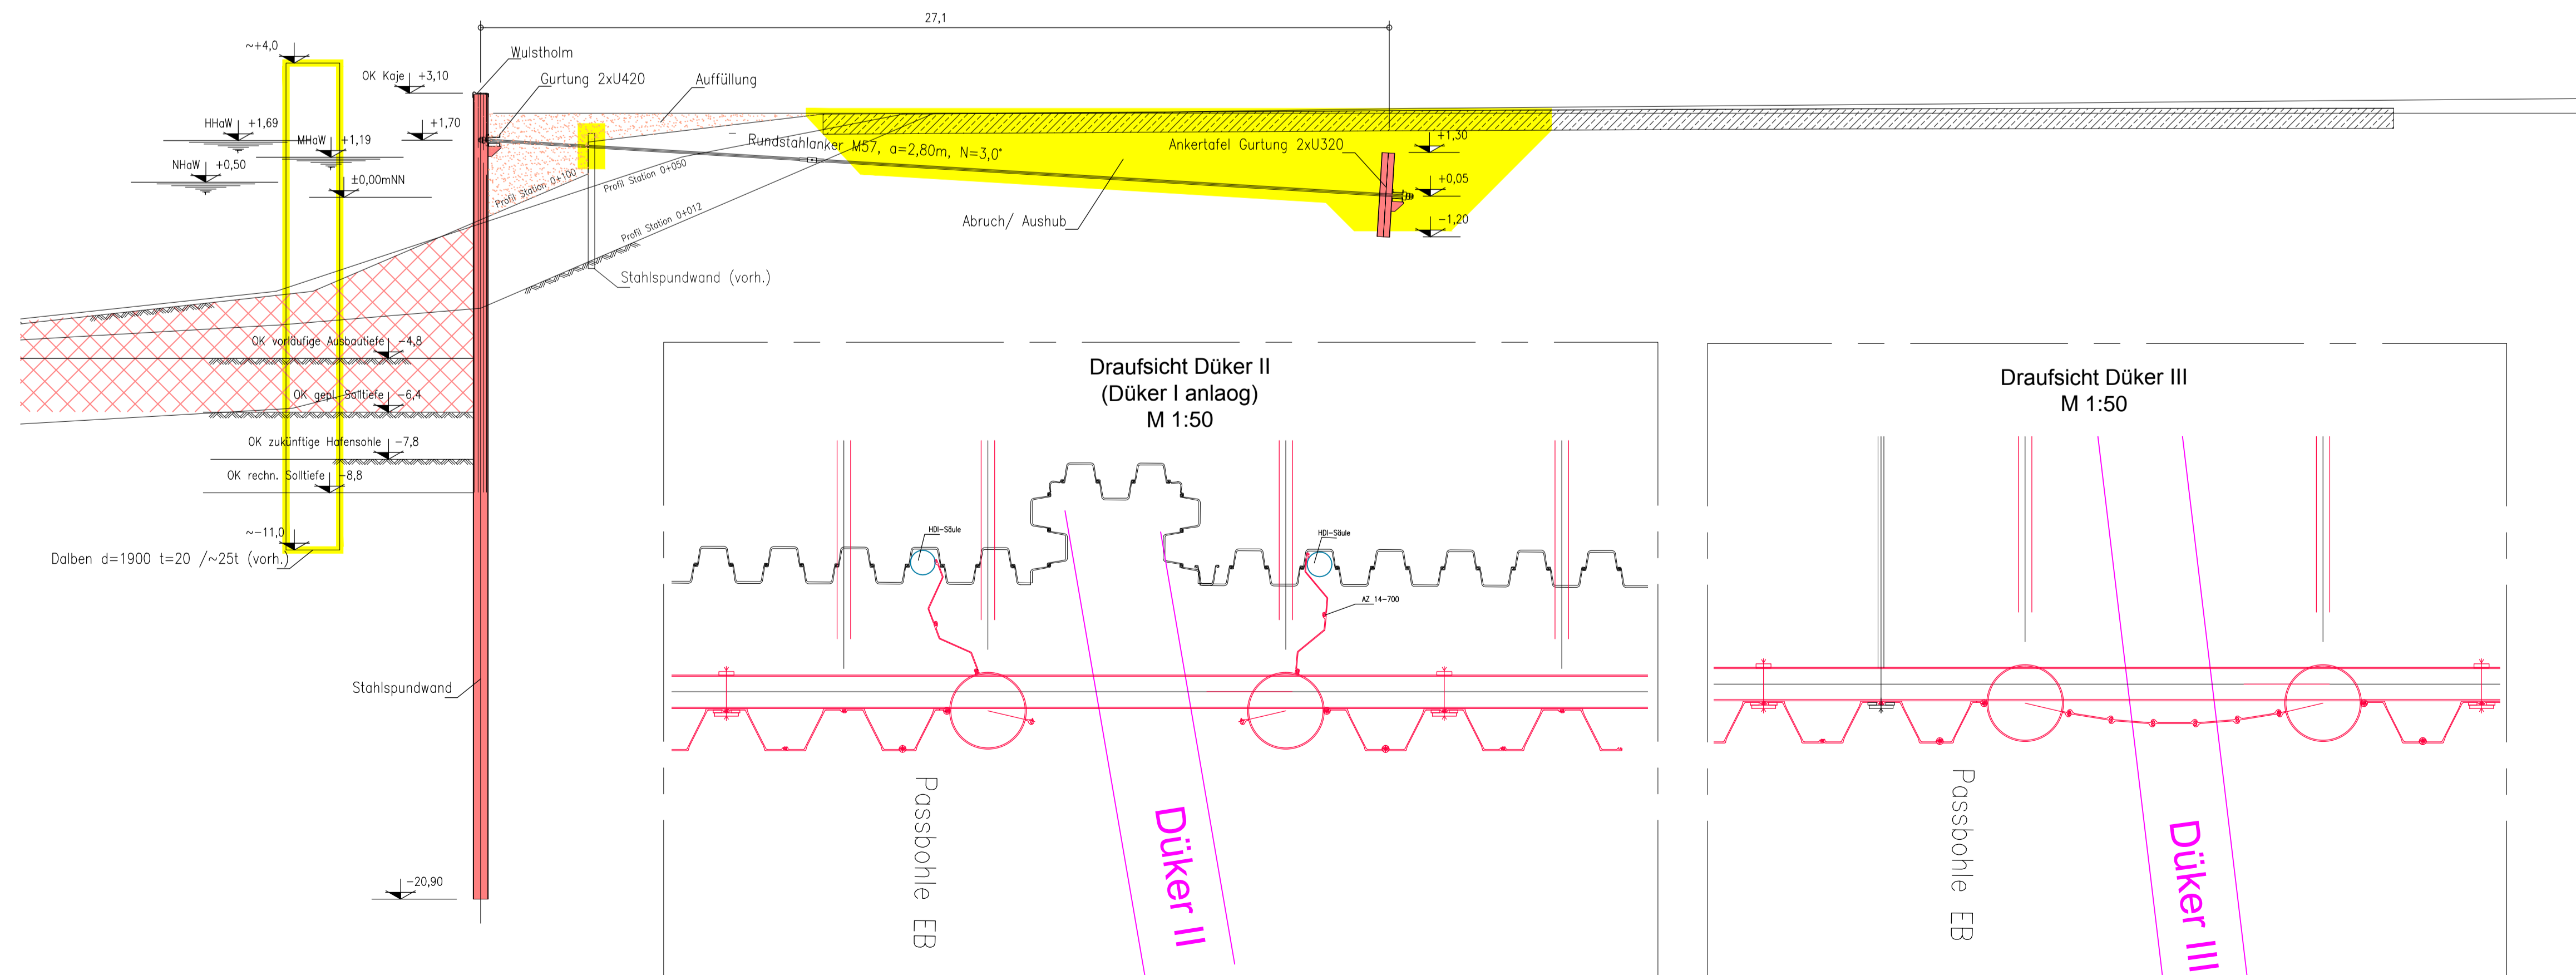 27,1
~+4,0
Wulstholm
OK Kaje +3,10
Gurtung 2xU420
Auffüllung
HHaW +1,69
MHaW +1,19
+1,70
NHaW +0,50
±0,00mNN
Rundstahlanker M57, a=2,80m, N=3,0°
Ankertafel Gurtung 2xU320
+1,30
+0,05
-1,20
Profil Station 0+100
Profil Station 0+050
Profil Station 0+012
Abruch/ Aushub
Stahlspundwand (vorh.)
OK vorläufige Ausbautiefe -4,8
OK gepl. Solltiefe -6,4
OK zukünftige Hafensohle -7,8
OK rechn. Solltiefe -8,8
~-11,0
Dalben d=1900 t=20 /~25t (vorh.)
Stahlspundwand
-20,90
Draufsicht Düker II
(Düker I anlaog)
M 1:50
HDI-Säule
HDI-Säule
AZ 14-700
Passbohle EB
Düker II
Draufsicht Düker III
M 1:50
Passbohle EB
Düker III